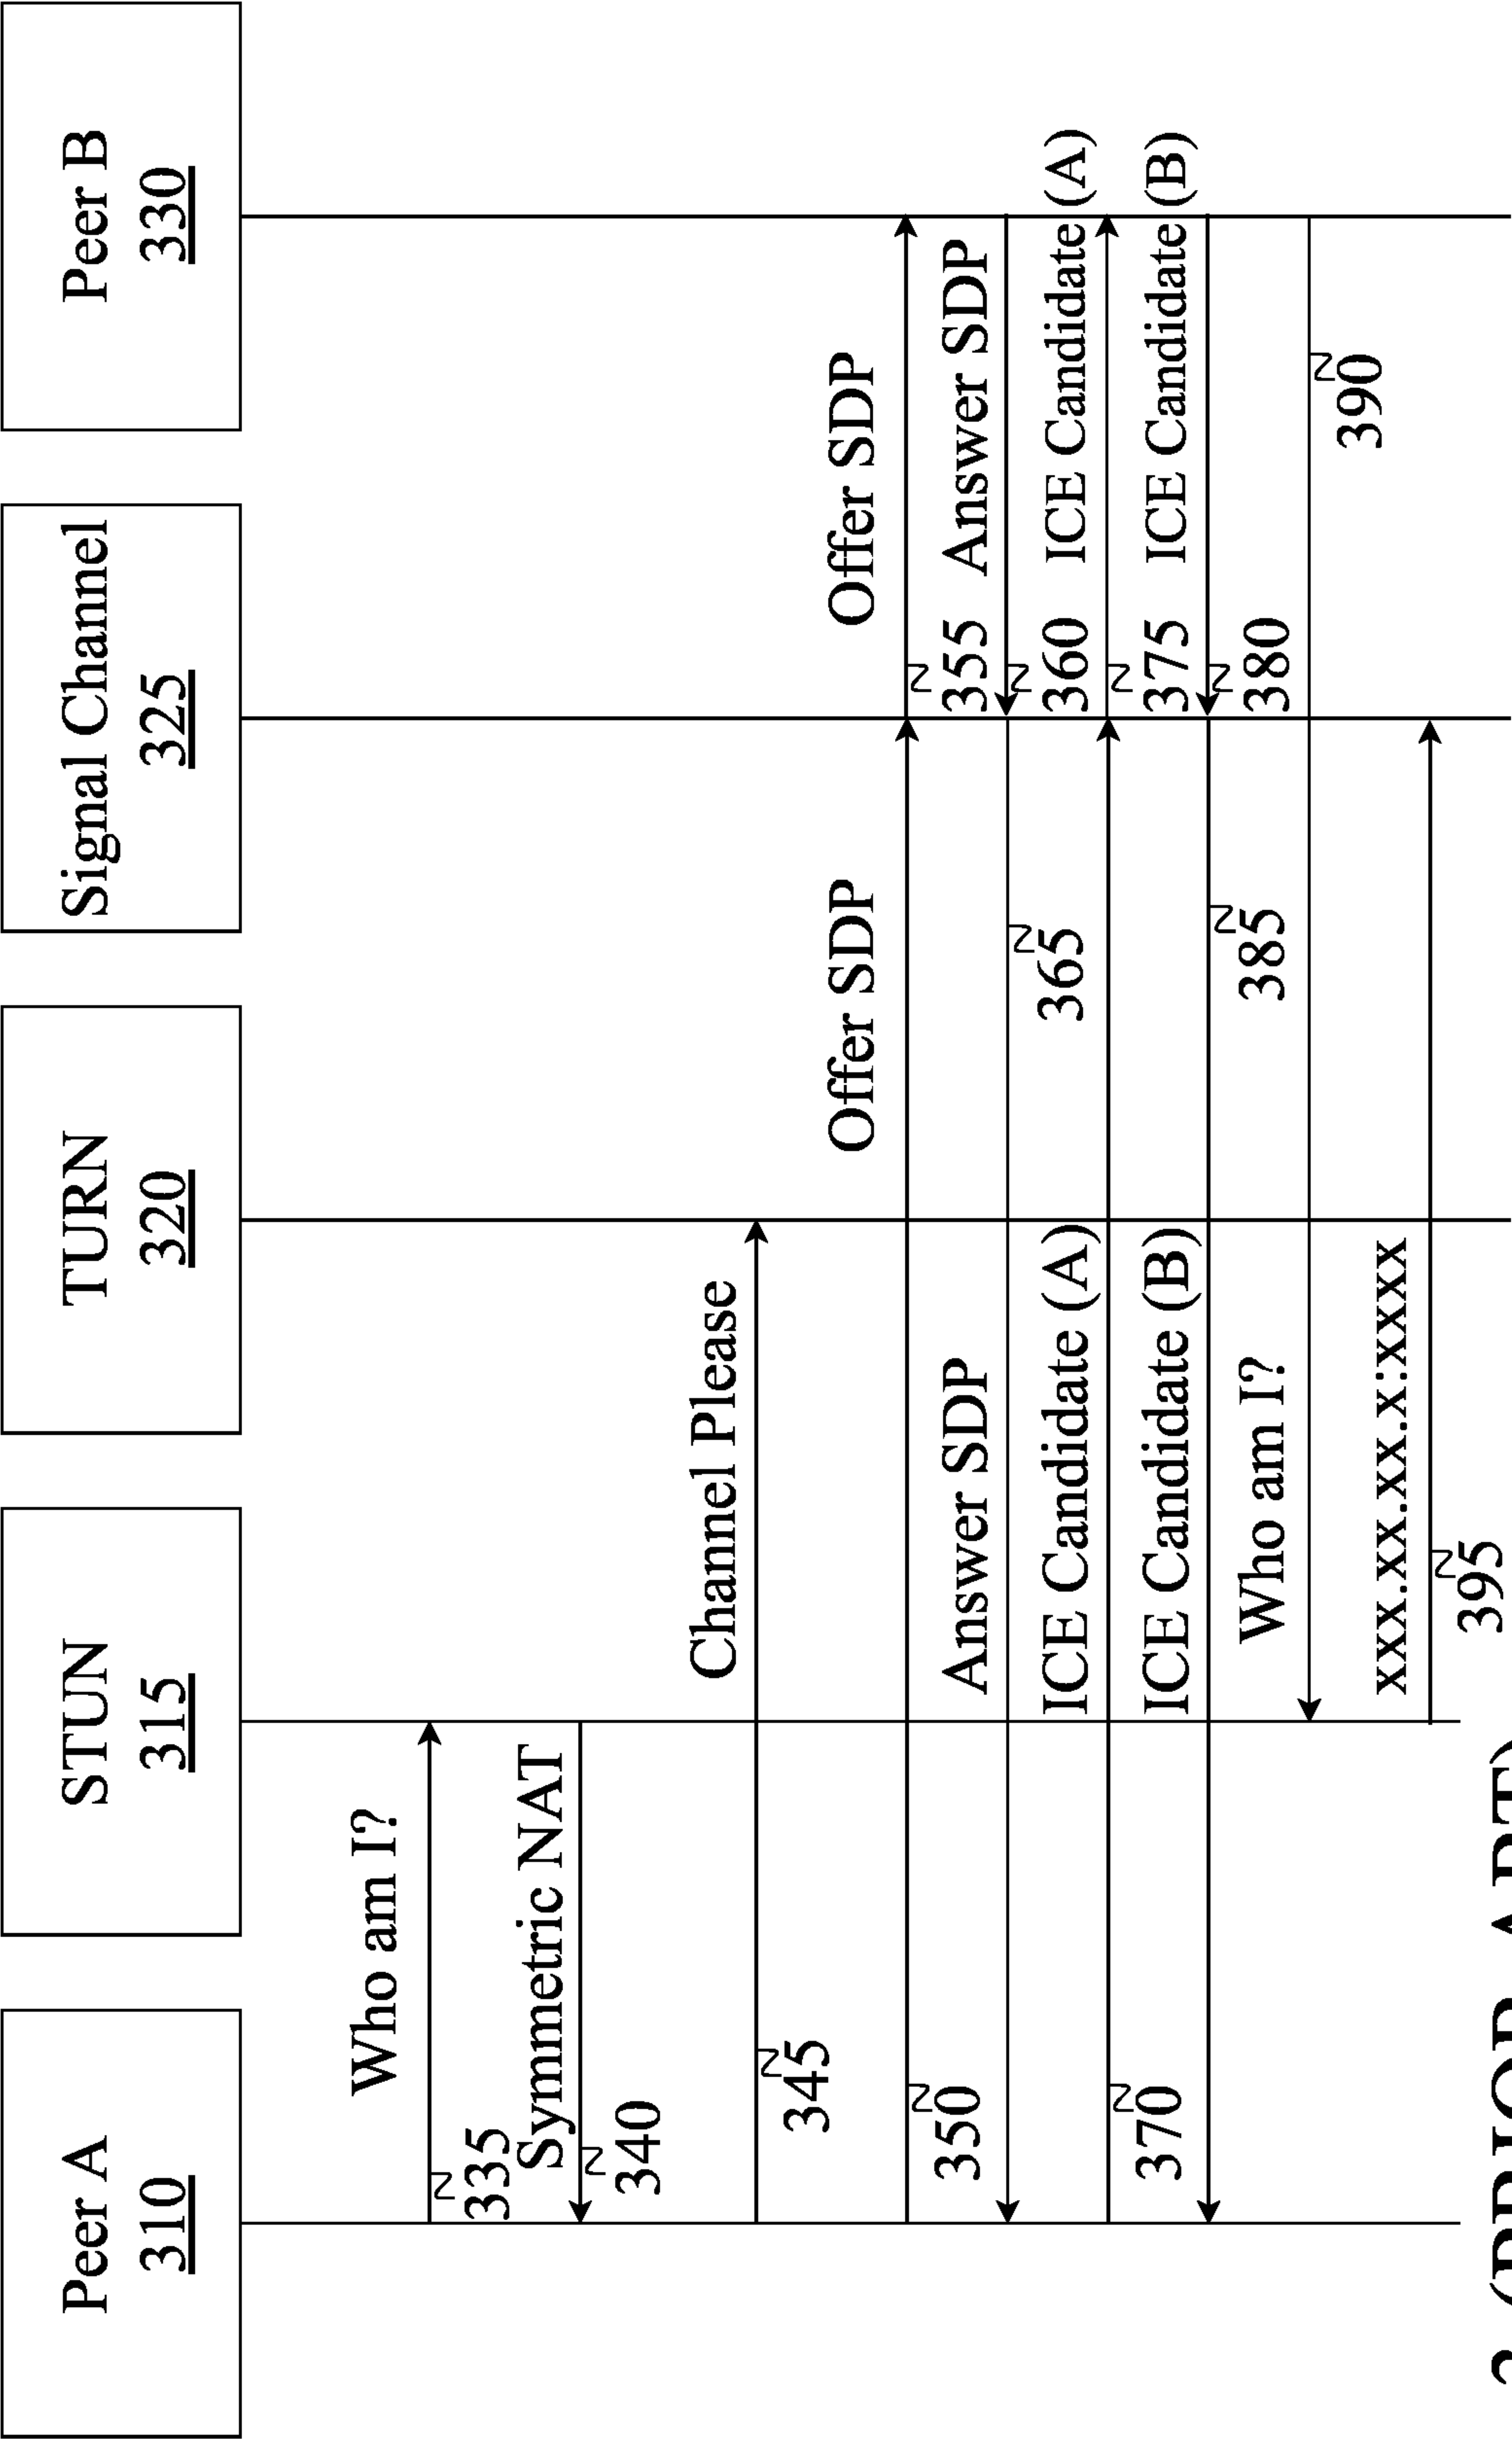 Peer A
310
STUN
315
TURN
320
Signal Channel
325
Peer B
330
Who am I?
335
Symmetric NAT
340
Channel Please
345
Offer SDP
350
Offer SDP
355
Answer SDP
360
Answer SDP
365
ICE Candidate (A)
370
ICE Candidate (A)
375
ICE Candidate (B)
380
ICE Candidate (B)
385
Who am I?
390
xxx.xx.xx.x:xxxx
395
(PRIOR ART)